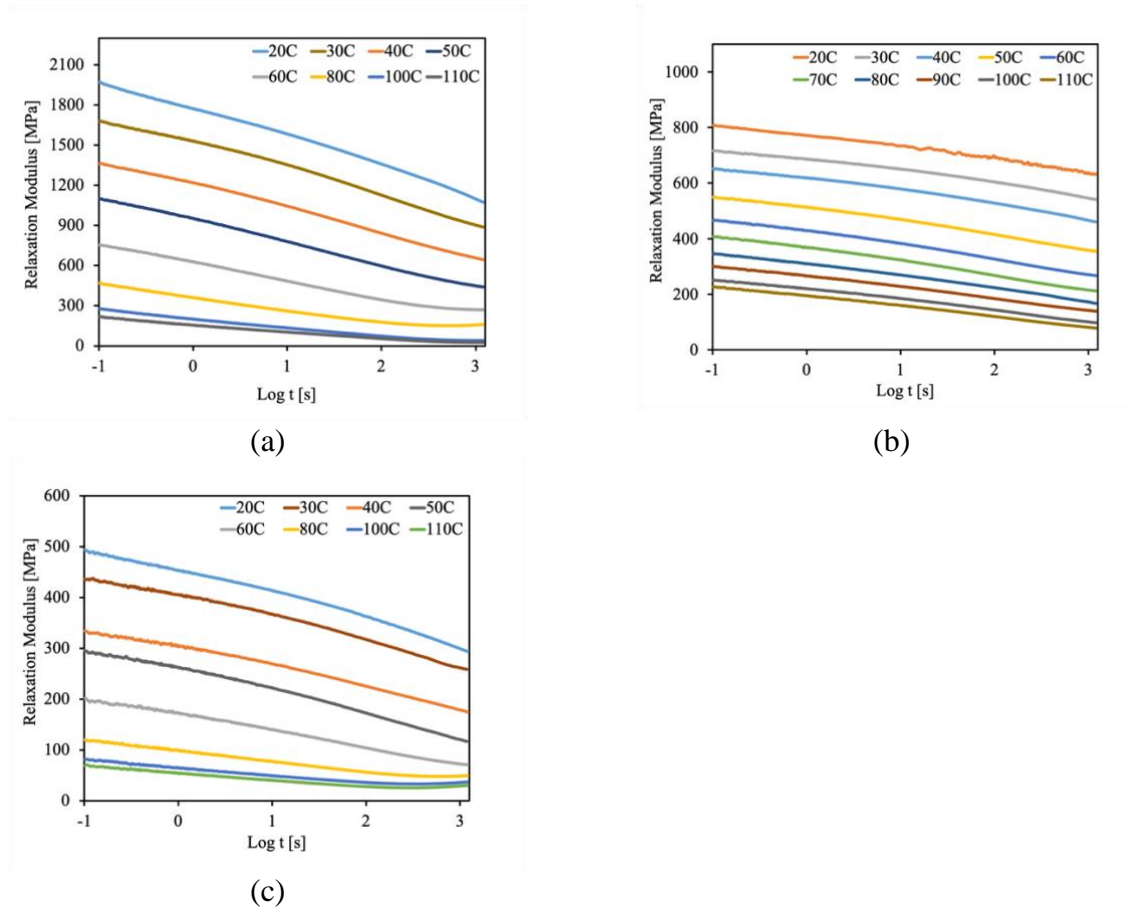 20C 30C 40C 50C
60C 80C 100C 110C
Relaxation Modulus [MPa]
2100
1800
1500
1200
900
600
300
0
-1 0 1 2 3
Log t [s]
(a)
20C 30C 40C 50C 60C
70C 80C 90C 100C 110C
Relaxation Modulus [MPa]
1000
800
600
400
200
0
-1 0 1 2 3
Log t [s]
(b)
20C 30C 40C 50C
60C 80C 100C 110C
Relaxation Modulus [MPa]
600
500
400
300
200
100
0
-1 0 1 2 3
Log t [s]
(c)